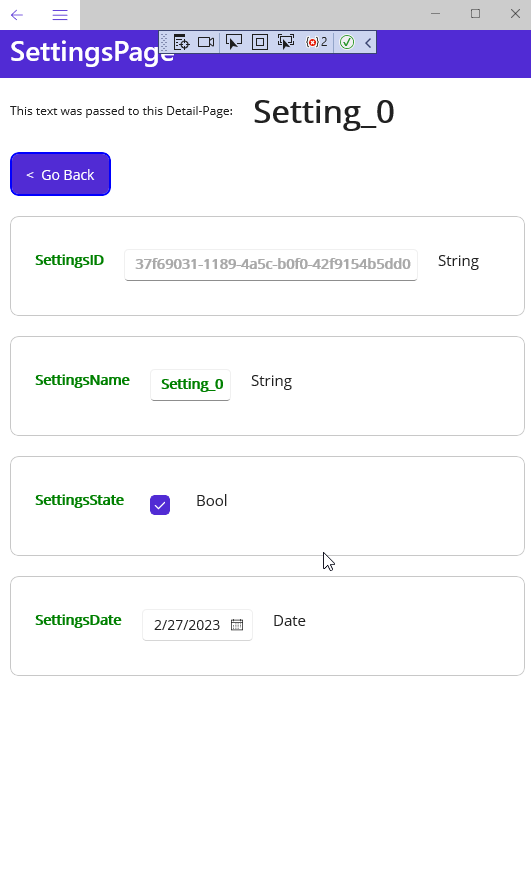 SettingsPage
2
This text was passed to this Detail-Page: Setting_0
< Go Back
SettingsID 37f69031-1189-4a5c-b0f0-42f9154b5dd0 String
SettingsName Setting_0 String
SettingsState Bool
SettingsDate 2/27/2023 Date